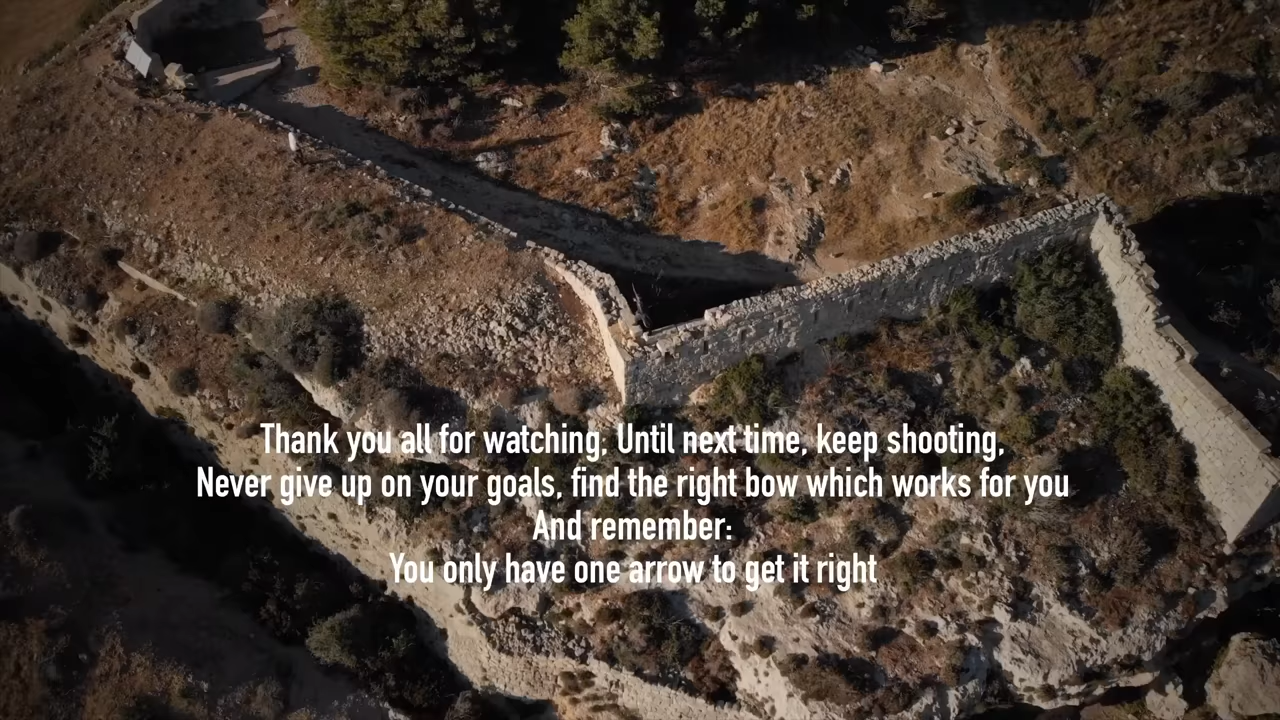 Thank you all for watching, Until next time, keep shooting,
Never give up on your goals, find the right bow which works for you
And remember:
You only have one arrow to get it right